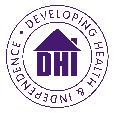 • DEVELOPING HEALTH & INDEPENDENCE
DHI